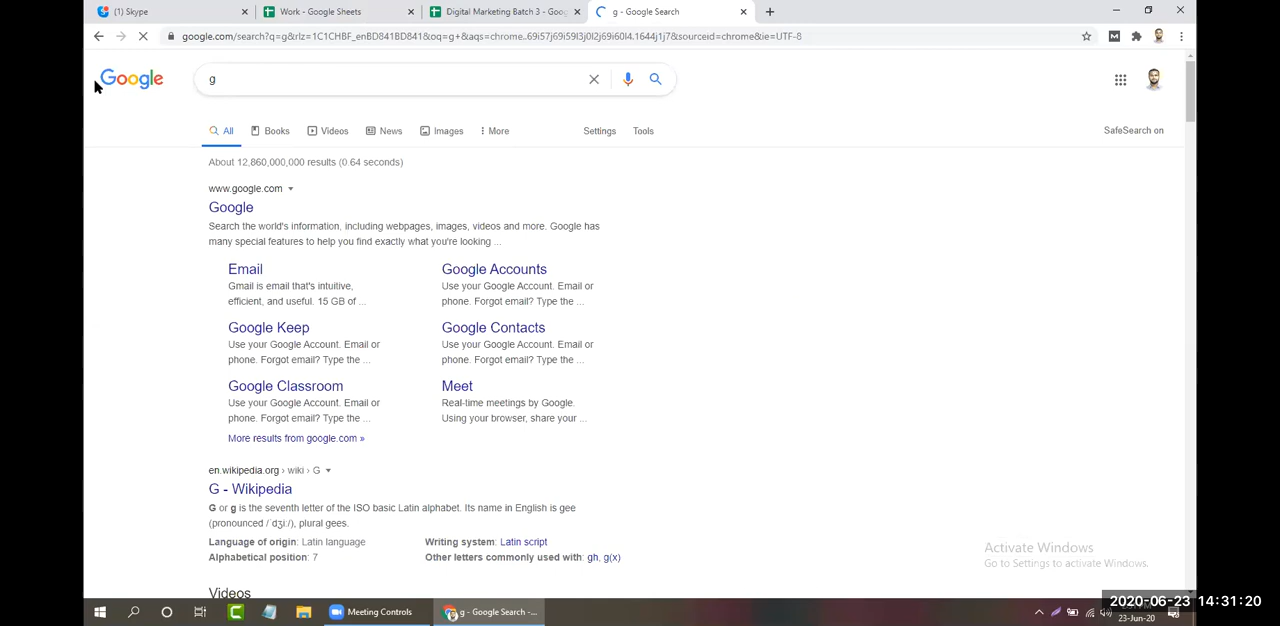 (1) Skype
Work - Google Sheets
Digital Marketing Batch 3 - Goog
g - Google Search
google.com/search?q=g&rlz=1C1CHBF_enBD841BD841&oq=g+&aqs=chrome..69i57j69i59l3j0l2j69i60l4.1644j1j7&sourceid=chrome&ie=UTF-8
Google
g
All
Books
Videos
News
Images
More
Settings
Tools
SafeSearch on
About 12,860,000,000 results (0.64 seconds)
www.google.com
Google
Search the world's information, including webpages, images, videos and more. Google has
many special features to help you find exactly what you're looking ...
Email
Gmail is email that's intuitive,
efficient, and useful. 15 GB of ...
Google Accounts
Use your Google Account. Email or
phone. Forgot email? Type the ...
Google Keep
Use your Google Account. Email or
phone. Forgot email? Type the ...
Google Contacts
Use your Google Account. Email or
phone. Forgot email? Type the ...
Google Classroom
Use your Google Account. Email or
phone. Forgot email? Type the ...
Meet
Real-time meetings by Google.
Using your browser, share your ...
More results from google.com »
en.wikipedia.org › wiki › G
G - Wikipedia
G or g is the seventh letter of the ISO basic Latin alphabet. Its name in English is gee
(pronounced / dʒiː/), plural gees.
Language of origin: Latin language
Writing system: Latin script
Alphabetical position: 7
Other letters commonly used with: gh, g(x)
Videos
Activate Windows
Go to Settings to activate Windows.
Meeting Controls
g - Google Search -...
2020-06-23 14:31:20
23-Jun-20